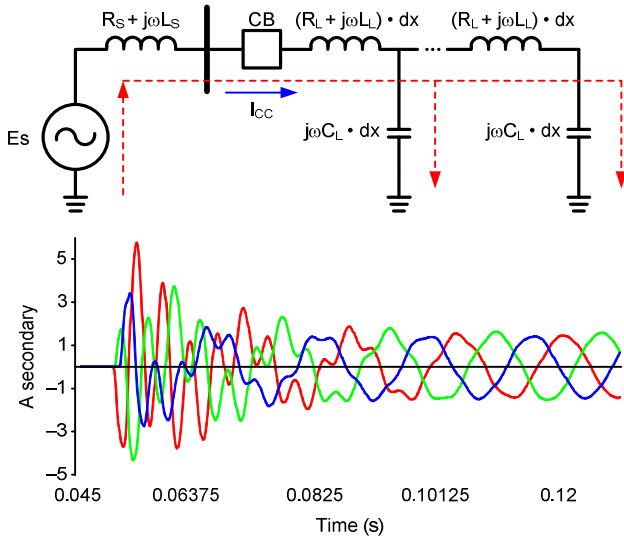 R_S + jωL_S
CB
(R_L + jωL_L) • dx
(R_L + jωL_L) • dx
...
I_CC
Es
jωC_L • dx
jωC_L • dx
A secondary
5
3
1
–1
–3
–5
0.045
0.06375
0.0825
0.10125
0.12
Time (s)